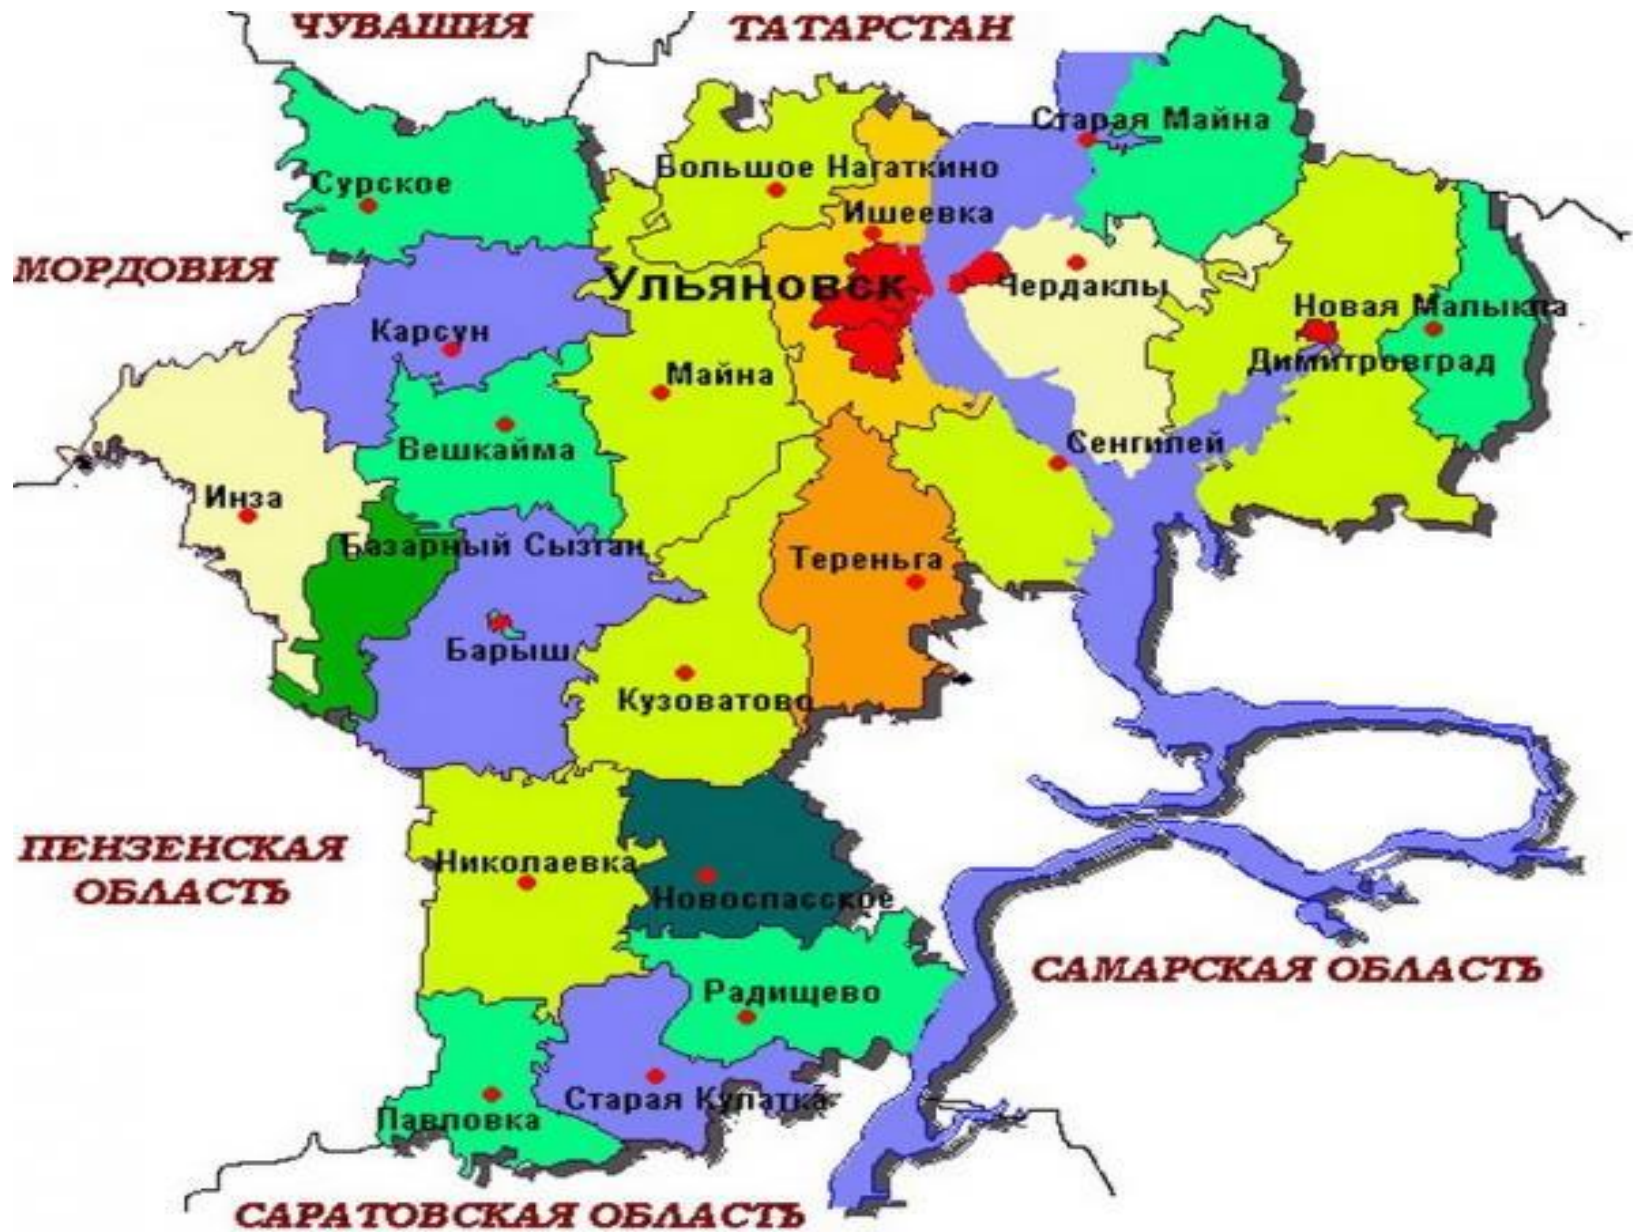 ЧУВАШИЯ
ТАТАРСТАН
Старая Майна
Большое Нагаткино
Сурское
Ишеевка
МОРДОВИЯ
Ульяновск
Чердаклы
Новая Малыкла
Карсун
Димитровград
Майна
Вешкайма
Сенгилей
Инза
Базарный Сызган
Тереньга
Барыш
Кузоватово
ПЕНЗЕНСКАЯ
ОБЛАСТЬ
Николаевка
Новоспасское
САМАРСКАЯ ОБЛАСТЬ
Радищево
Старая Кулатка
Павловка
САРАТОВСКАЯ ОБЛАСТЬ